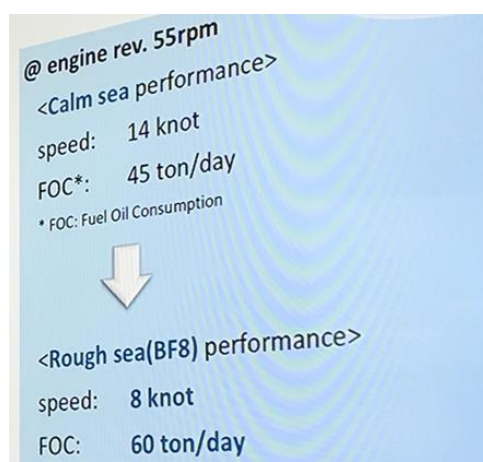 @ engine rev. 55rpm
<Calm sea performance>
speed: 14 knot
FOC*: 45 ton/day
* FOC: Fuel Oil Consumption
<Rough sea(BF8) performance>
speed: 8 knot
FOC: 60 ton/day